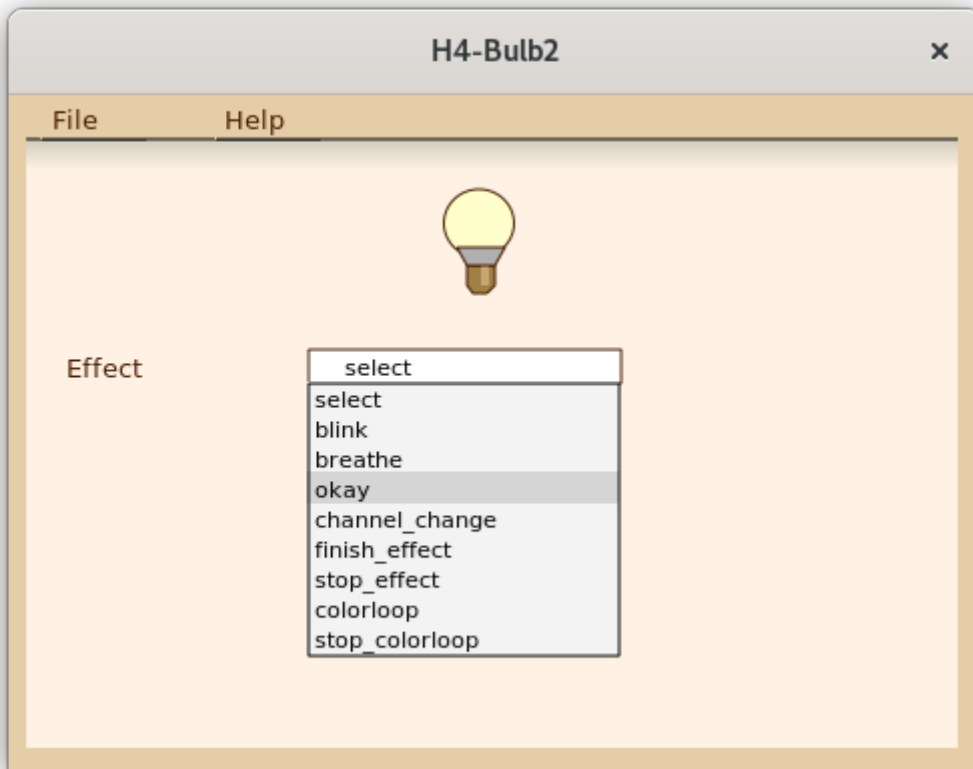 H4-Bulb2 ×
File Help
Effect select
select
blink
breathe
okay
channel_change
finish_effect
stop_effect
colorloop
stop_colorloop